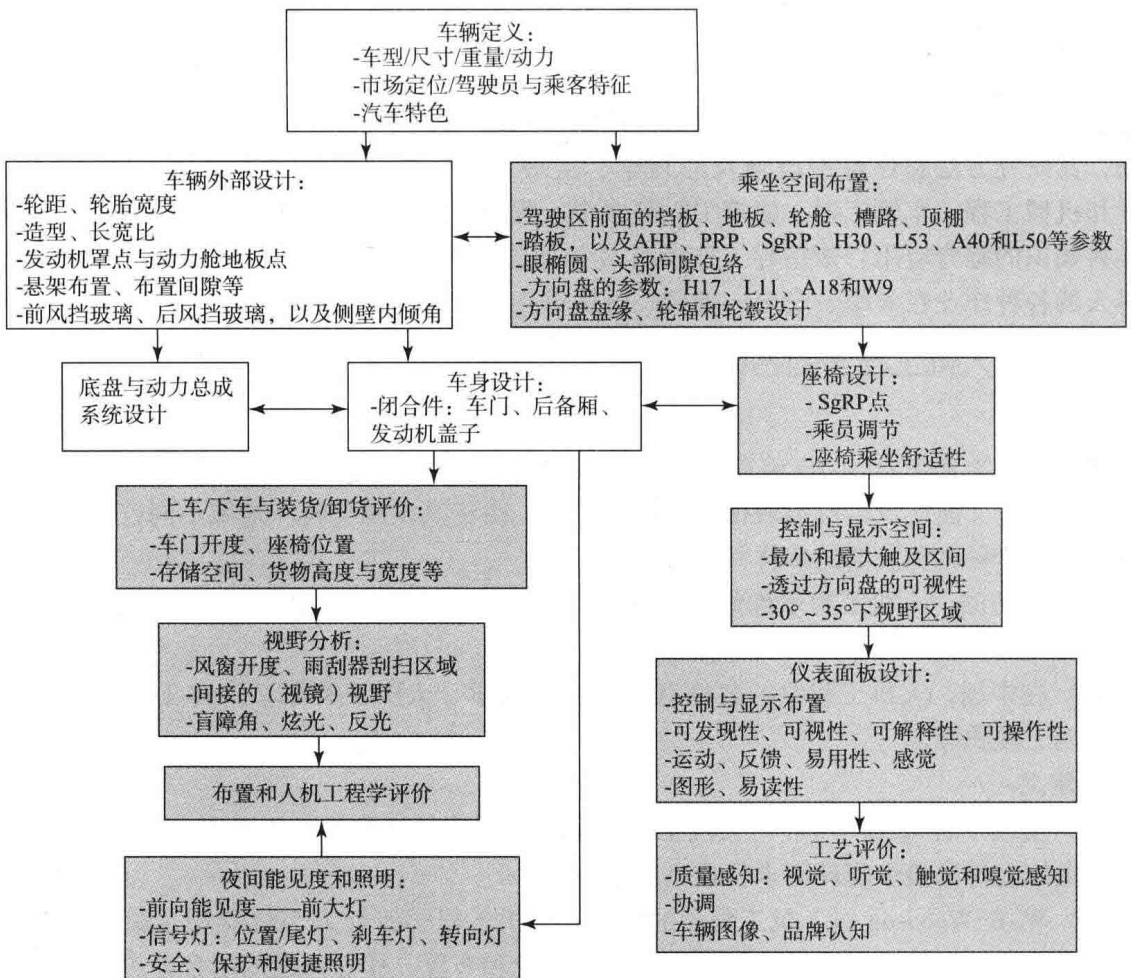 车辆定义：
-车型/尺寸/重量/动力
-市场定位/驾驶员与乘客特征
-汽车特色
车辆外部设计：
-轮距、轮胎宽度
-造型、长宽比
-发动机罩点与动力舱地板点
-悬架布置、布置间隙等
-前风挡玻璃、后风挡玻璃，以及侧壁内倾角
乘坐空间布置：
-驾驶区前面的挡板、地板、轮舱、槽路、顶棚
-踏板，以及AHP、PRP、SgRP、H30、L53、A40和L50等参数
-眼椭圆、头部间隙包络
-方向盘的参数：H17、L11、A18和W9
-方向盘盘缘、轮辐和轮毂设计
底盘与动力总成
系统设计
车身设计：
-闭合件：车门、后备厢、
发动机盖子
座椅设计：
- SgRP点
-乘员调节
-座椅乘坐舒适性
上车/下车与装货/卸货评价：
-车门开度、座椅位置
-存储空间、货物高度与宽度等
控制与显示空间：
-最小和最大触及区间
-透过方向盘的可视性
-30°~35°下视野区域
视野分析：
-风窗开度、雨刮器刮扫区域
-间接的（视镜）视野
-盲障角、炫光、反光
仪表面板设计：
-控制与显示布置
-可发现性、可视性、可解释性、可操作性
-运动、反馈、易用性、感觉
-图形、易读性
布置和人机工程学评价
夜间能见度和照明：
-前向能见度——前大灯
-信号灯：位置/尾灯、刹车灯、转向灯
-安全、保护和便捷照明
工艺评价：
-质量感知：视觉、听觉、触觉和嗅觉感知
-协调
-车辆图像、品牌认知